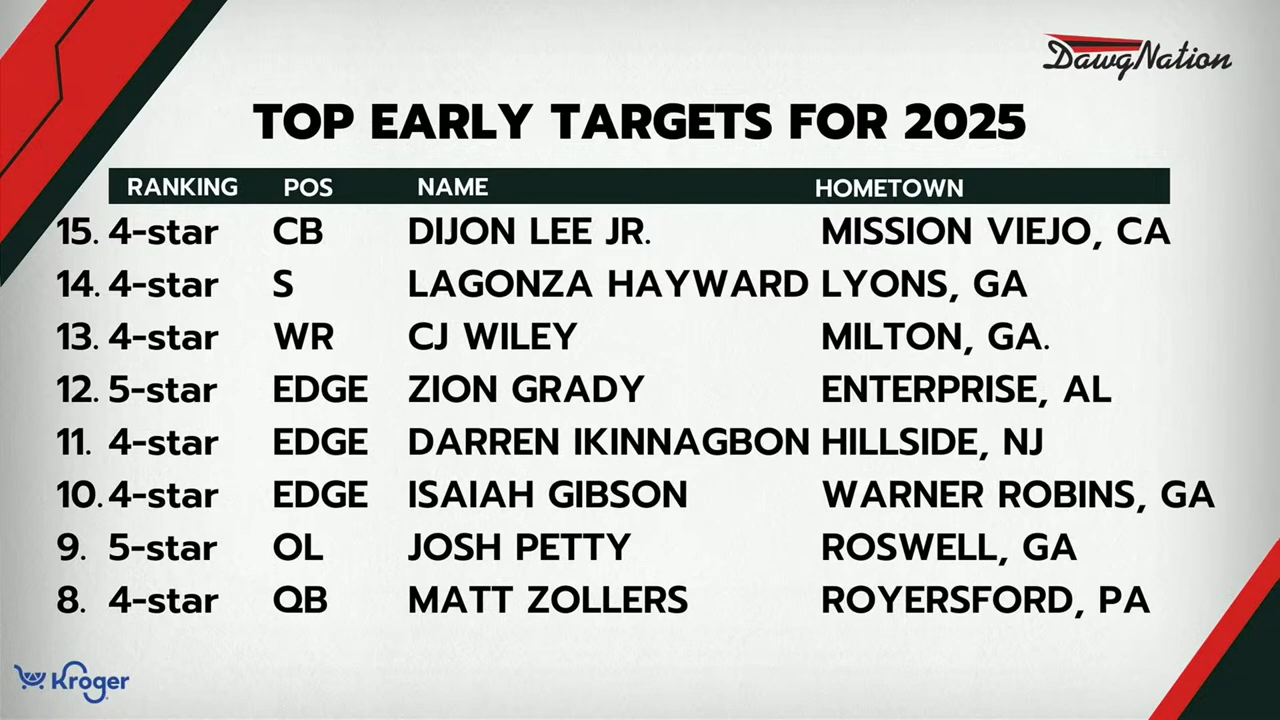 DawgNation
TOP EARLY TARGETS FOR 2025
RANKING POS NAME HOMETOWN
15. 4-star CB DIJON LEE JR. MISSION VIEJO, CA
14. 4-star S LAGONZA HAYWARD LYONS, GA
13. 4-star WR CJ WILEY MILTON, GA.
12. 5-star EDGE ZION GRADY ENTERPRISE, AL
11. 4-star EDGE DARREN IKINNAGBON HILLSIDE, NJ
10. 4-star EDGE ISAIAH GIBSON WARNER ROBINS, GA
9. 5-star OL JOSH PETTY ROSWELL, GA
8. 4-star QB MATT ZOLLERS ROYERSFORD, PA
Kroger